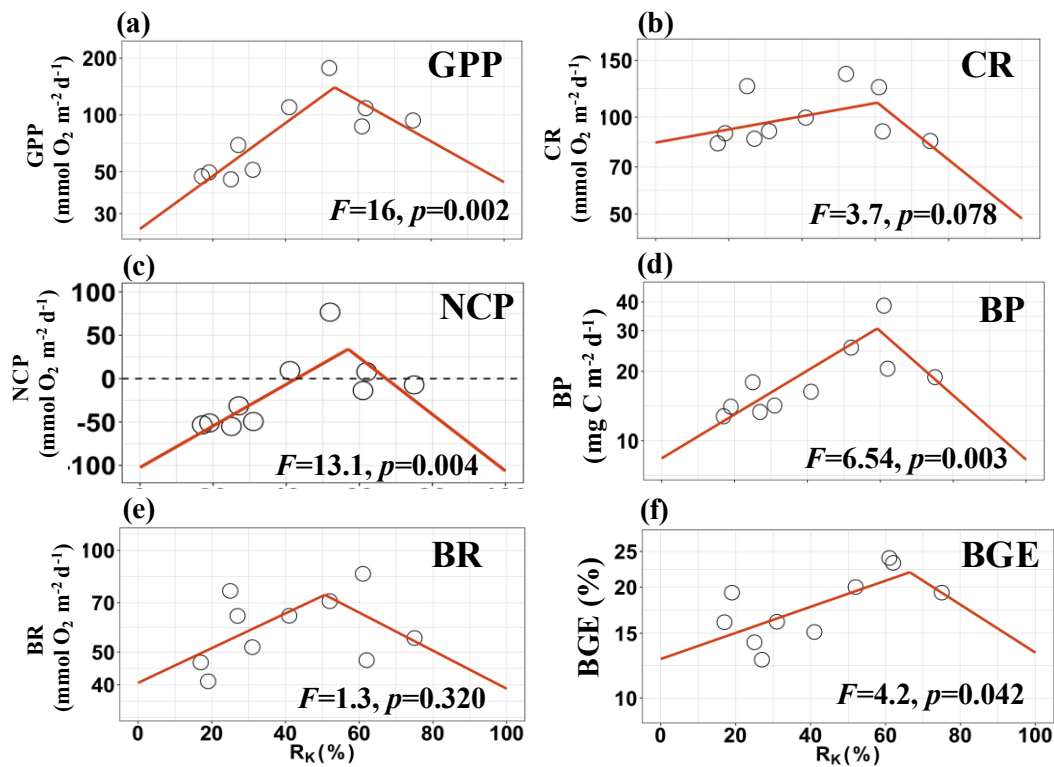 (a)
GPP
200
100
50
30
GPP
(mmol O₂ m⁻² d⁻¹)
F=16, p=0.002
(b)
CR
150
100
70
50
CR
(mmol O₂ m⁻² d⁻¹)
F=3.7, p=0.078
(c)
NCP
100
50
0
-50
-100
NCP
(mmol O₂ m⁻² d⁻¹)
F=13.1, p=0.004
(d)
BP
40
30
20
10
BP
(mg C m⁻² d⁻¹)
F=6.54, p=0.003
(e)
BR
100
70
50
40
BR
(mmol O₂ m⁻² d⁻¹)
F=1.3, p=0.320
0 20 40 60 80 100
R_K(%)
(f)
BGE
25
20
15
10
BGE (%)
F=4.2, p=0.042
0 20 40 60 80 100
R_K(%)